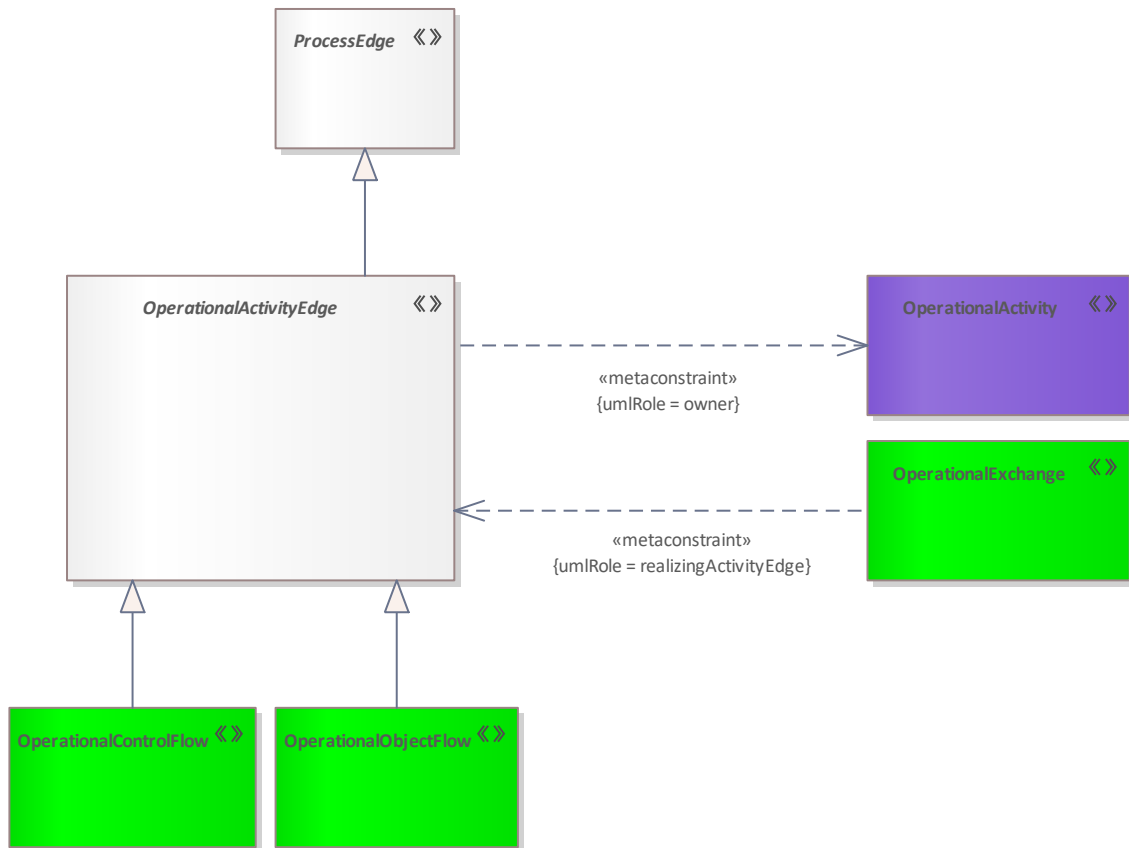 ProcessEdge «»
OperationalActivityEdge «»
OperationalActivity «»
«metaconstraint»
{umlRole = owner}
OperationalExchange «»
«metaconstraint»
{umlRole = realizingActivityEdge}
OperationalControlFlow «»
OperationalObjectFlow «»